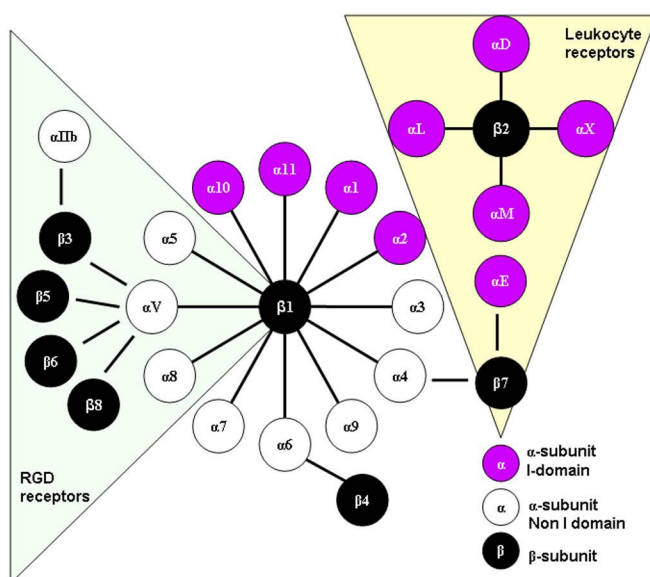 Leukocyte
receptors
αD
αIIb
αL
β2
αX
α11
α10
α1
αM
β3
α5
α2
αE
β5
αV
β1
α3
β6
α8
α4
β7
β8
α7
α6
α9
α
α-subunit
I-domain
RGD
receptors
β4
α
α-subunit
Non I domain
β
β-subunit